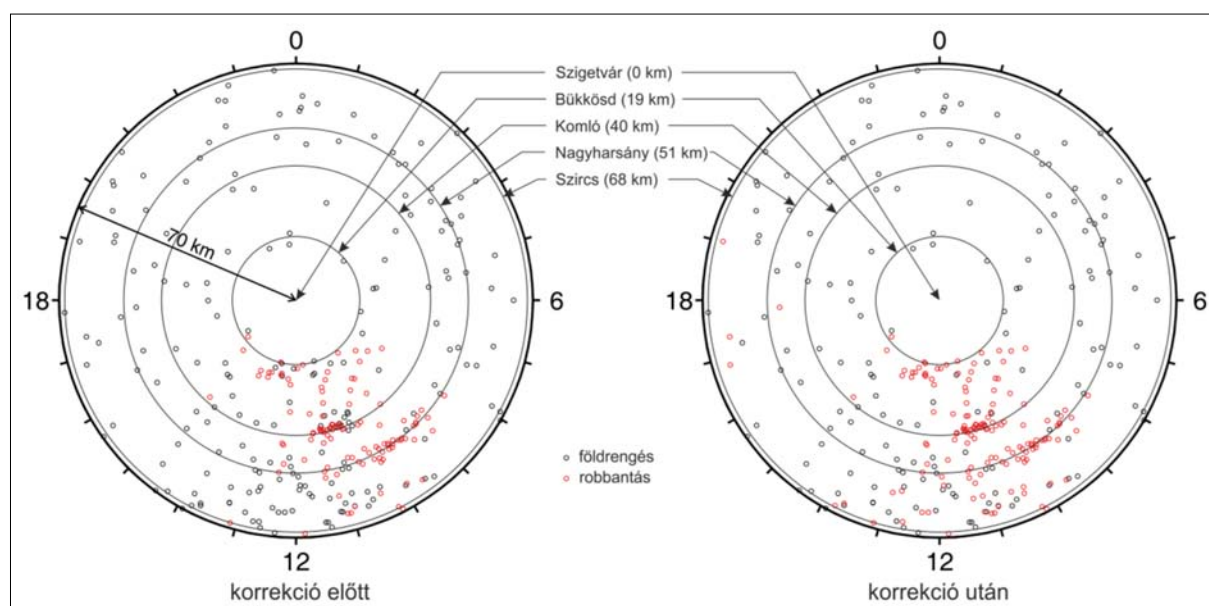 0
0
Szigetvár (0 km)
Bükkösd (19 km)
Komló (40 km)
Nagyharsány (51 km)
Szircs (68 km)
70 km
18
6
18
6
földrengés
robbantás
12
12
korrekció előtt
korrekció után